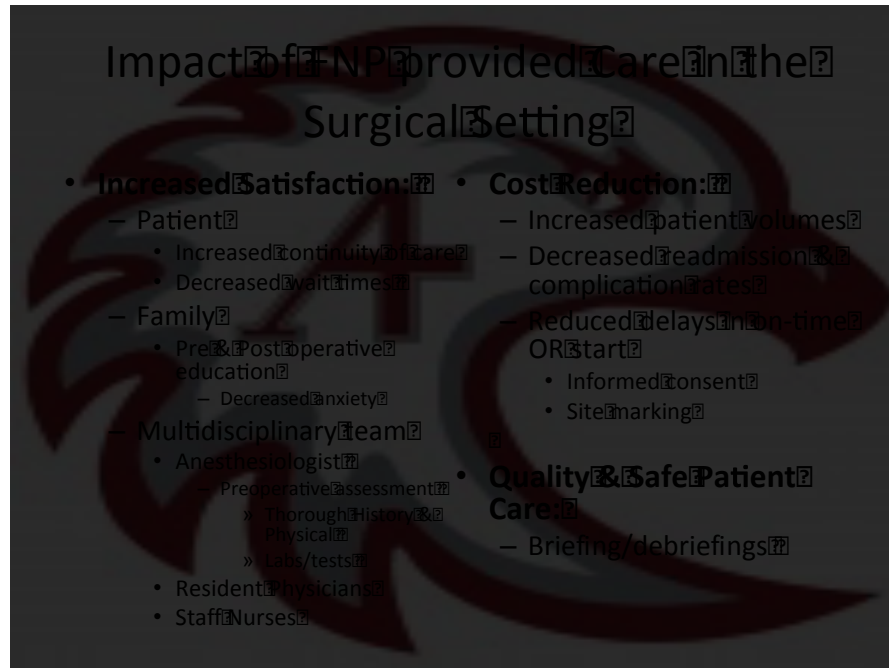 Impact of FNP provided Care in the
Surgical Setting
• Increased Satisfaction:
– Patient
• Increased continuity of care
• Decreased wait times
– Family
• Pre & Post operative
education
– Decreased anxiety
– Multidisciplinary team
• Anesthesiologist
– Preoperative assessment
» Thorough History &
Physical
» Labs/tests
• Resident Physicians
• Staff Nurses
• Cost Reduction:
– Increased patient volumes
– Decreased readmission &
complication rates
– Reduced delays in on-time
OR start
• Informed consent
• Site marking
• Quality & Safe Patient
Care:
– Briefing/debriefings
A